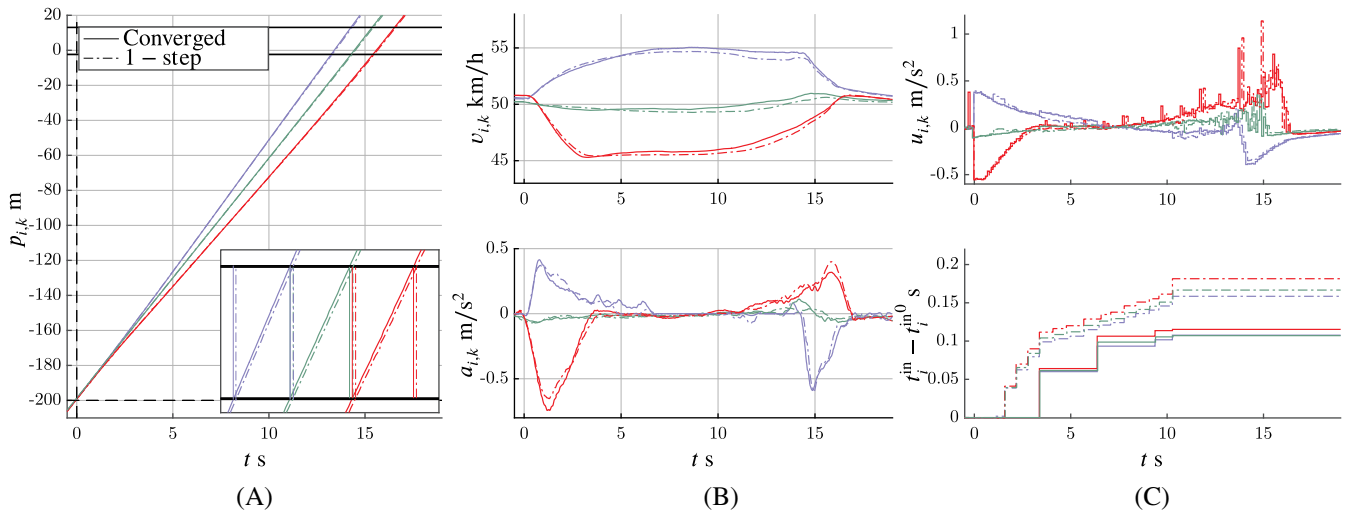 20
0
-20
-40
-60
-80
-100
-120
-140
-160
-180
-200
p_{i,k} m
Converged
1 − step
0 5 10 15
t s
(A)
55
50
45
v_{i,k} km/h
0 5 10 15
0.5
0
-0.5
a_{i,k} m/s²
0 5 10 15
t s
(B)
1
0.5
0
-0.5
u_{i,k} m/s²
0 5 10 15
0.15
0.1
0.05
0
t_i^{in} − t_i^{in^0} s
0 5 10 15
t s
(C)